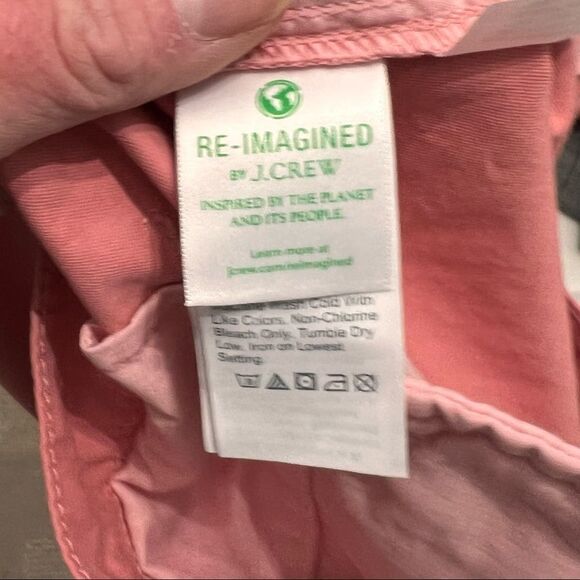 RE-IMAGINED
BY J.CREW
INSPIRED BY THE PLANET
AND ITS PEOPLE.
Learn more at
jcrew.com/reimagined
Wash Cold With
Like Colors. Non-Chlorine
Bleach Only. Tumble Dry
Low. Iron on Lowest
Setting.